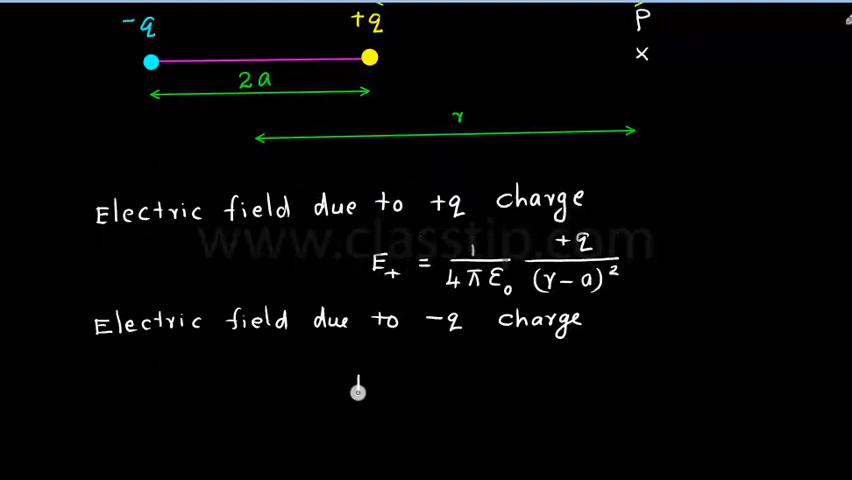 -q +q P
×
2a
r
Electric field due to +q charge
www.classtip.com
E₊ = 1/4πε₀ +q/(r-a)²
Electric field due to -q charge